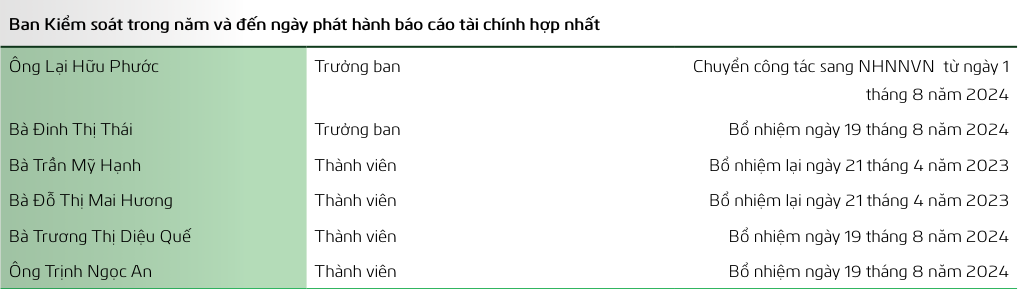 Ban Kiểm soát trong năm và đến ngày phát hành báo cáo tài chính hợp nhất
Ông Lại Hữu Phước Trưởng ban Chuyển công tác sang NHNNVN từ ngày 1
tháng 8 năm 2024
Bà Đinh Thị Thái Trưởng ban Bổ nhiệm ngày 19 tháng 8 năm 2024
Bà Trần Mỹ Hạnh Thành viên Bổ nhiệm lại ngày 21 tháng 4 năm 2023
Bà Đỗ Thị Mai Hương Thành viên Bổ nhiệm lại ngày 21 tháng 4 năm 2023
Bà Trương Thị Diệu Quế Thành viên Bổ nhiệm ngày 19 tháng 8 năm 2024
Ông Trịnh Ngọc An Thành viên Bổ nhiệm ngày 19 tháng 8 năm 2024